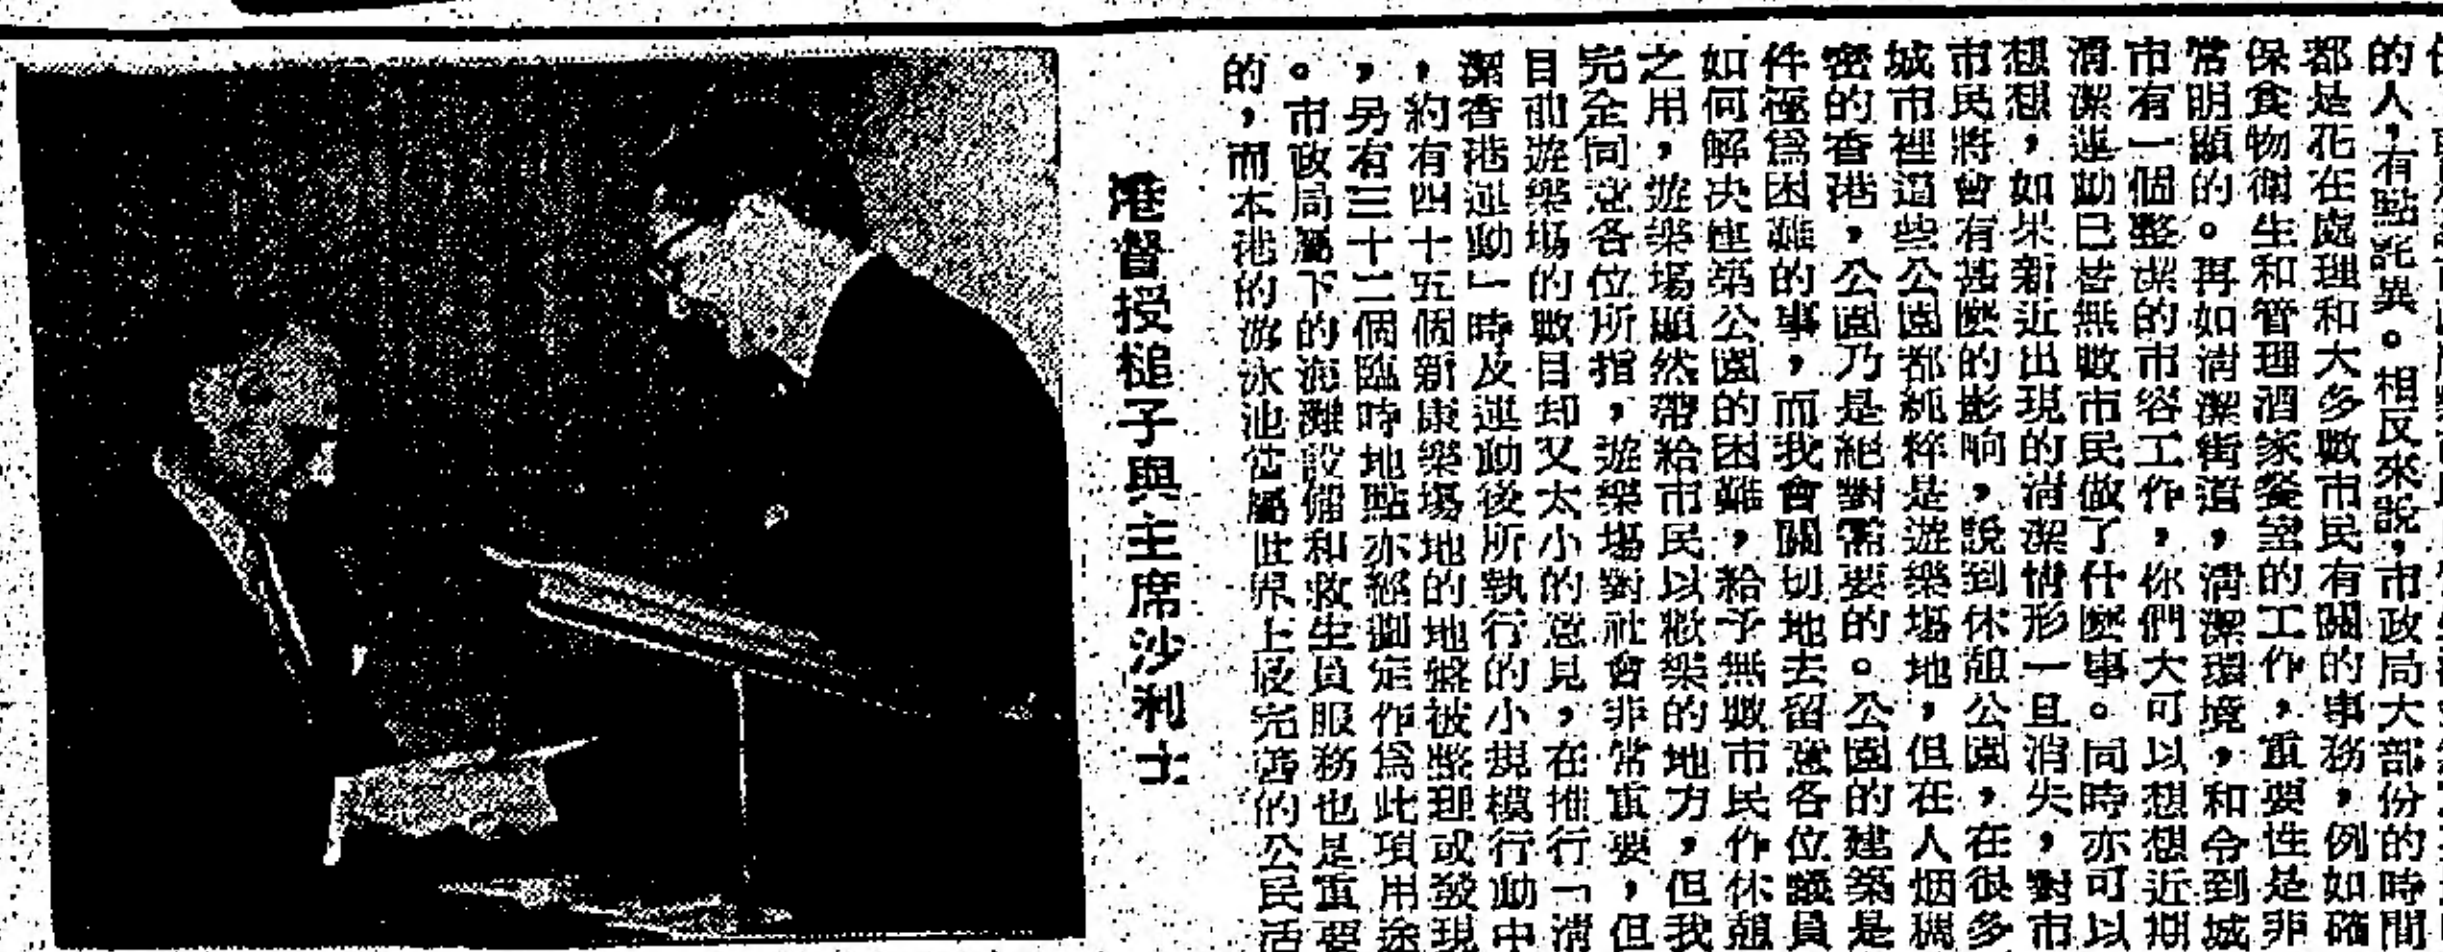 的人，有點詫異。相反來說，市政局大部份的時間
都是花在處理和大多數市民有關的事務，例如確
保食物衛生和管理酒家餐室的工作，重要性是非
常明顯的。再如清潔街道，清潔環境，和令到城
市有一個整潔的市容工作，你們大可以想想近期
清潔運動已替無數市民做了什麼事。同時亦可以
想想，如果新近出現的清潔情形一旦消失，對市
市民將會有甚麼的影响，說到休憩公園，在很多
城市裡這些公園都純粹是遊樂場地，但在人烟稠
密的香港，公園乃是絕對需要的。公園的建築是
件極爲困難的事，而我會關切地去留意各位議員
如何解决建築公園的困難，給予無數市民作休憩
之用，遊樂場顯然帶給市民以歡樂的地方，但我
完全同意各位所指，遊樂場對社會非常重要，但
目前遊樂場的數目却又太小的意見，在推行「清
潔香港運動」時及運動後所執行的小規模行動中
，約有四十五個新康樂場地的地盤被整理或發現
，另有三十二個臨時地點亦經劃定作爲此項用途
。市政局屬下的海灘設備和救生員服務也是重要
的，而本港的游泳池當屬世界上最完善的公民活
港督授槌子與主席沙利士